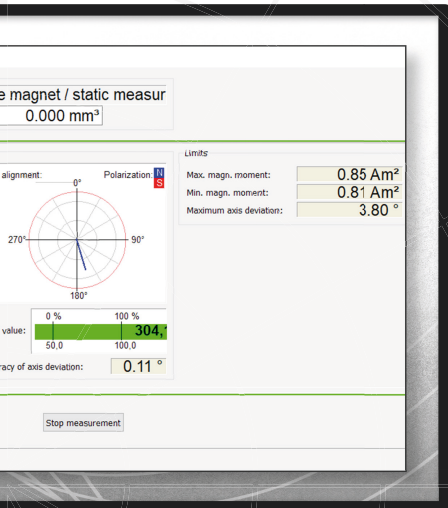 e magnet / static measur
0.000 mm³
alignment:
Polarization: N
S
0°
270°
90°
180°
0 %
100 %
value:
304,
50,0
100,0
racy of axis deviation:
0.11 °
Limits
Max. magn. moment:
0.85 Am²
Min. magn. moment:
0.81 Am²
Maximum axis deviation:
3.80 °
Stop measurement